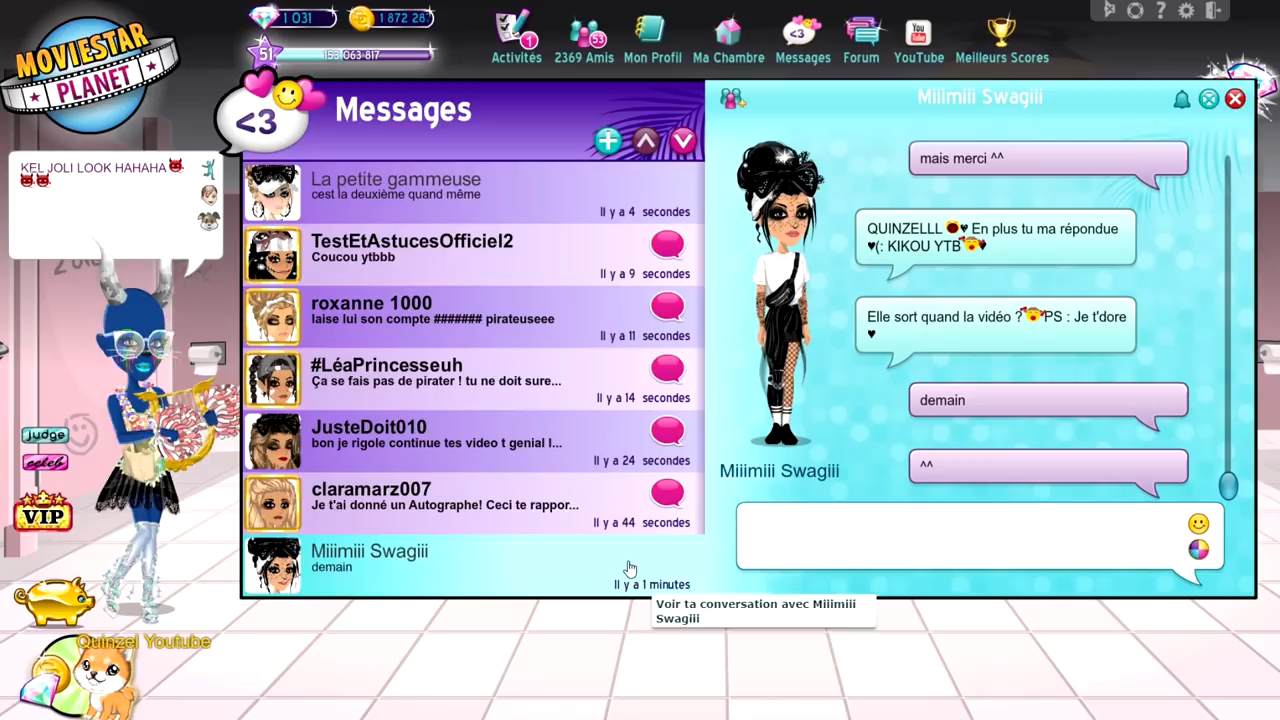 MOVIESTAR
PLANET
1 031
1 872 28
51
153 063 817
Activités
1
2369 Amis
53
Mon Profil
Ma Chambre
<3
Messages
Forum
You
Tube
YouTube
Meilleurs Scores
?
KEL JOLI LOOK HAHAHA
judge
celeb
VIP
Quinzel Youtube
<3
Messages
La petite gammeuse
cest la deuxième quand même
Il y a 4 secondes
TestEtAstucesOfficiel2
Coucou ytbbb
Il y a 9 secondes
roxanne 1000
laise lui son compte ####### pirateuseee
Il y a 11 secondes
#LéaPrincesseuh
Ça se fais pas de pirater ! tu ne doit sure...
Il y a 14 secondes
JusteDoit010
bon je rigole continue tes video t genial l...
Il y a 24 secondes
claramarz007
Je t'ai donné un Autographe! Ceci te rappor...
Il y a 44 secondes
Miiimiii Swagiii
demain
Il y a 1 minutes
Voir ta conversation avec Miiimiii
Swagiii
Miiimiii Swagiii
Miiimiii Swagiii
mais merci ^^
QUINZELLL ♥ En plus tu ma répondue
♥(: KIKOU YTB ♥
Elle sort quand la vidéo ? PS : Je t'dore
♥
demain
^^